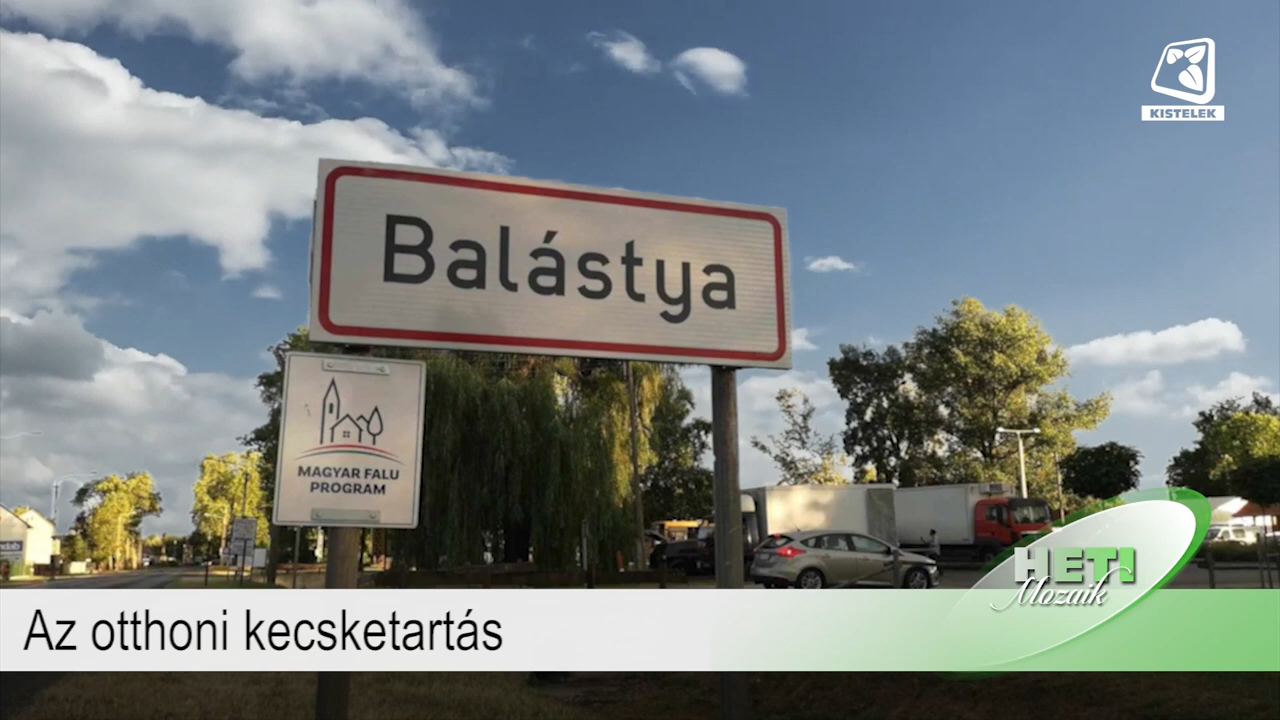 KISTELEK
Balástya
MAGYAR FALU
PROGRAM
HETI
Mozaik
Az otthoni kecsketartás